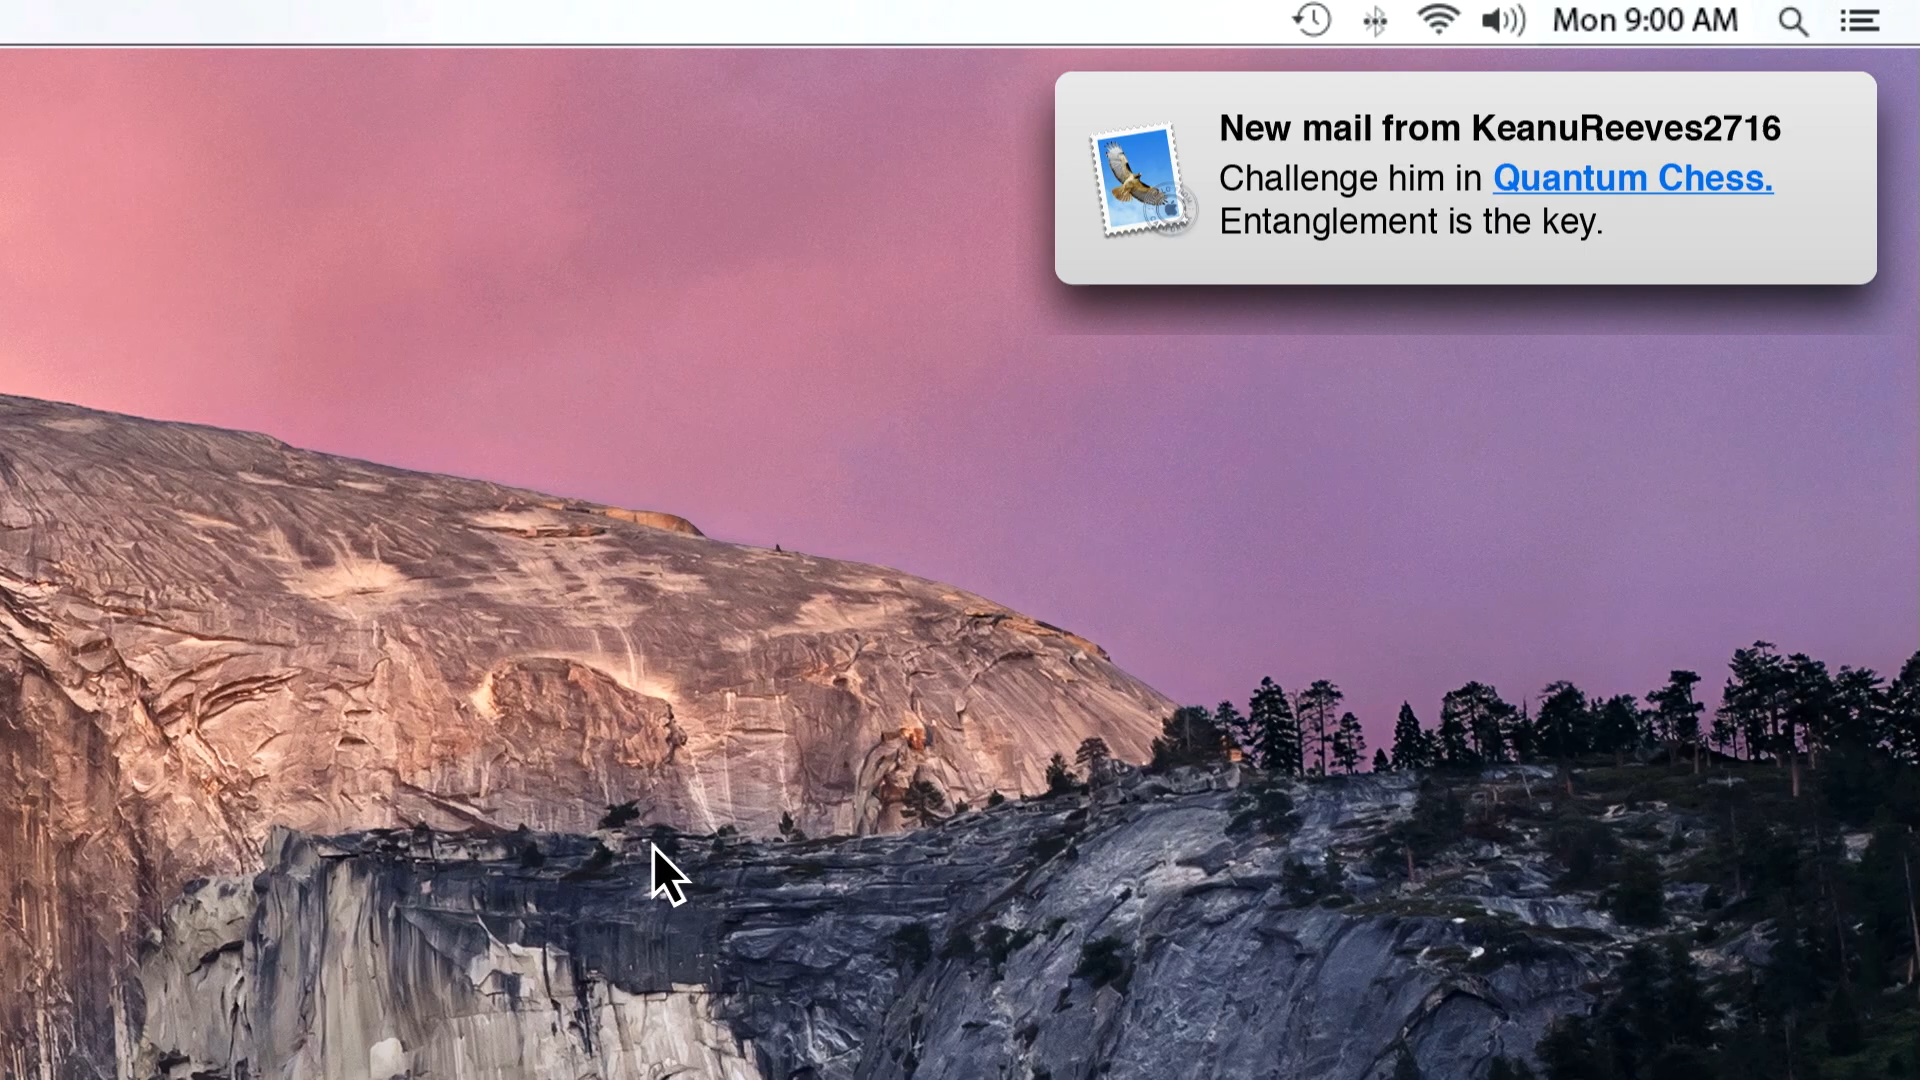 Mon 9:00 AM
New mail from KeanuReeves2716
Challenge him in Quantum Chess.
Entanglement is the key.